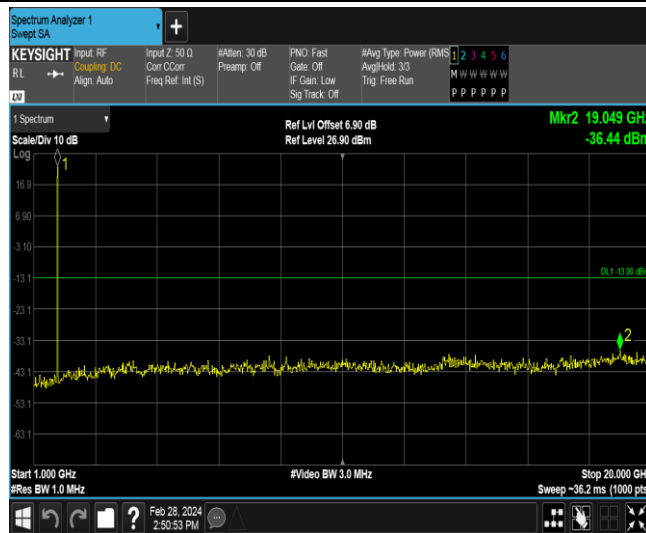 Spectrum Analyzer 1
Swept SA
+
KEYSIGHT
RL
LXI
Input: RF
Coupling: DC
Align: Auto
Input Z: 50 Ω
Corr CCorr
Freq Ref: Int (S)
#Atten: 30 dB
Preamp: Off
PNO: Fast
Gate: Off
IF Gain: Low
Sig Track: Off
#Avg Type: Power (RMS
Avg|Hold: 3/3
Trig: Free Run
1 2 3 4 5 6
M W W W W W
P P P P P P
1 Spectrum
Scale/Div 10 dB
Log
Ref Lvl Offset 6.90 dB
Ref Level 26.90 dBm
Mkr2 19.049 GHz
-36.44 dBm
1
16.9
6.90
-3.10
-13.1
DL1 -13.00 dBm
-23.1
-33.1
2
-43.1
-53.1
-63.1
Start 1.000 GHz
#Res BW 1.0 MHz
#Video BW 3.0 MHz
Stop 20.000 GHz
Sweep ~36.2 ms (1000 pts)
?
Feb 28, 2024
2:50:53 PM